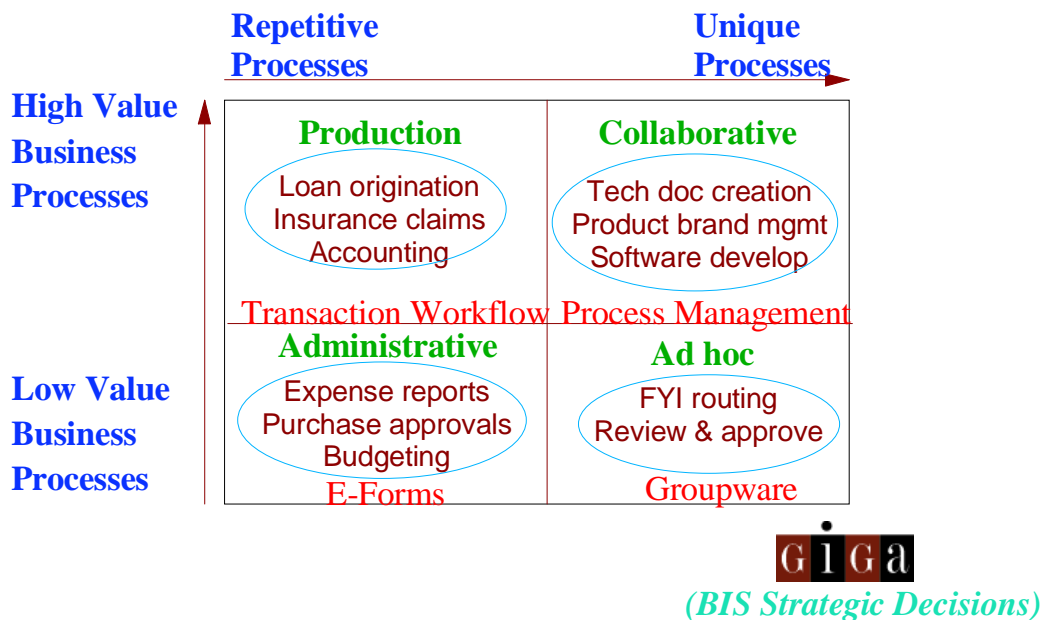 Repetitive
Processes
Unique
Processes
High Value
Business
Processes
Production
Loan origination
Insurance claims
Accounting
Transaction Workflow
Collaborative
Tech doc creation
Product brand mgmt
Software develop
Process Management
Low Value
Business
Processes
Administrative
Expense reports
Purchase approvals
Budgeting
E-Forms
Ad hoc
FYI routing
Review & approve
Groupware
GiGa
(BIS Strategic Decisions)